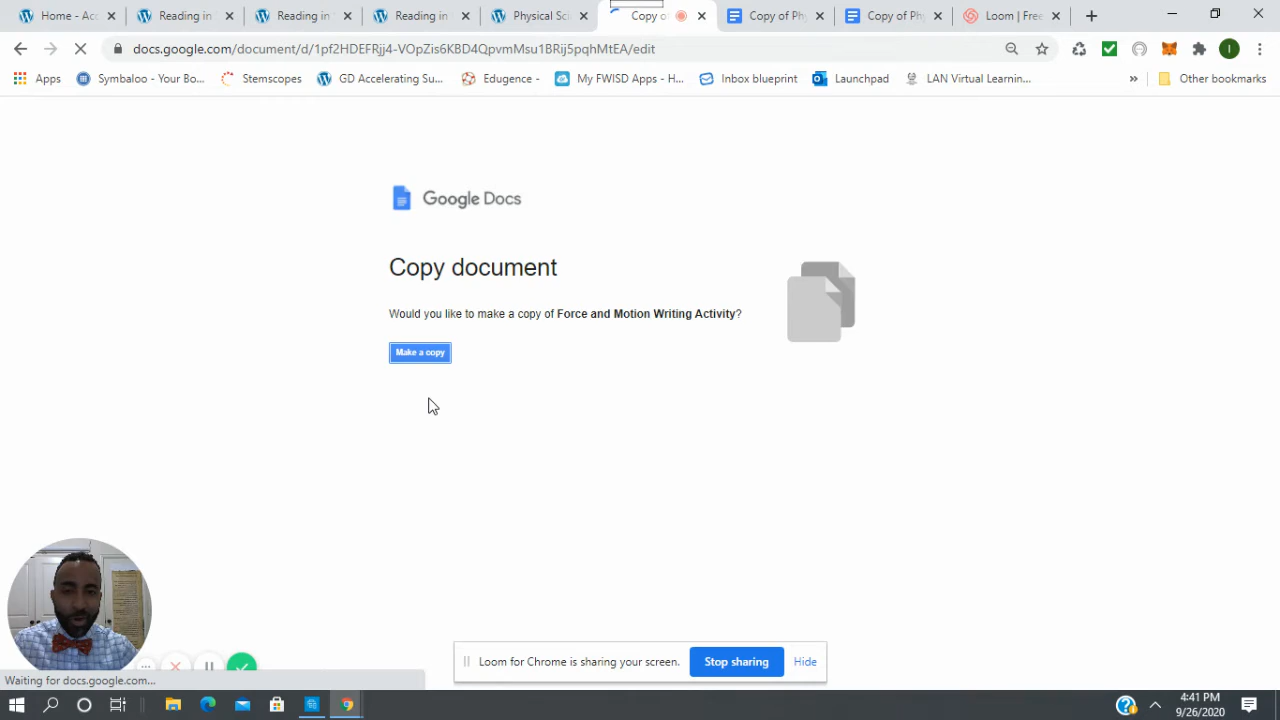 Home - Ac
Reading in
Reading in
Reading in
Physical Sc
Copy o
Copy of Ph
Copy of Ph
Loom | Free
docs.google.com/document/d/1pf2HDEFRjj4-VOpZis6KBD4QpvmMsu1BRij5pqhMtEA/edit
I
Apps
Symbaloo - Your Bo...
Stemscopes
GD Accelerating Su...
Edugence -
My FWISD Apps - H...
Inbox blueprint
Launchpad
LAN Virtual Learnin...
»
Other bookmarks
Google Docs
Copy document
Would you like to make a copy of Force and Motion Writing Activity?
Make a copy
Loom for Chrome is sharing your screen.
Stop sharing
Hide
Waiting for docs.google.com...
4:41 PM
9/26/2020